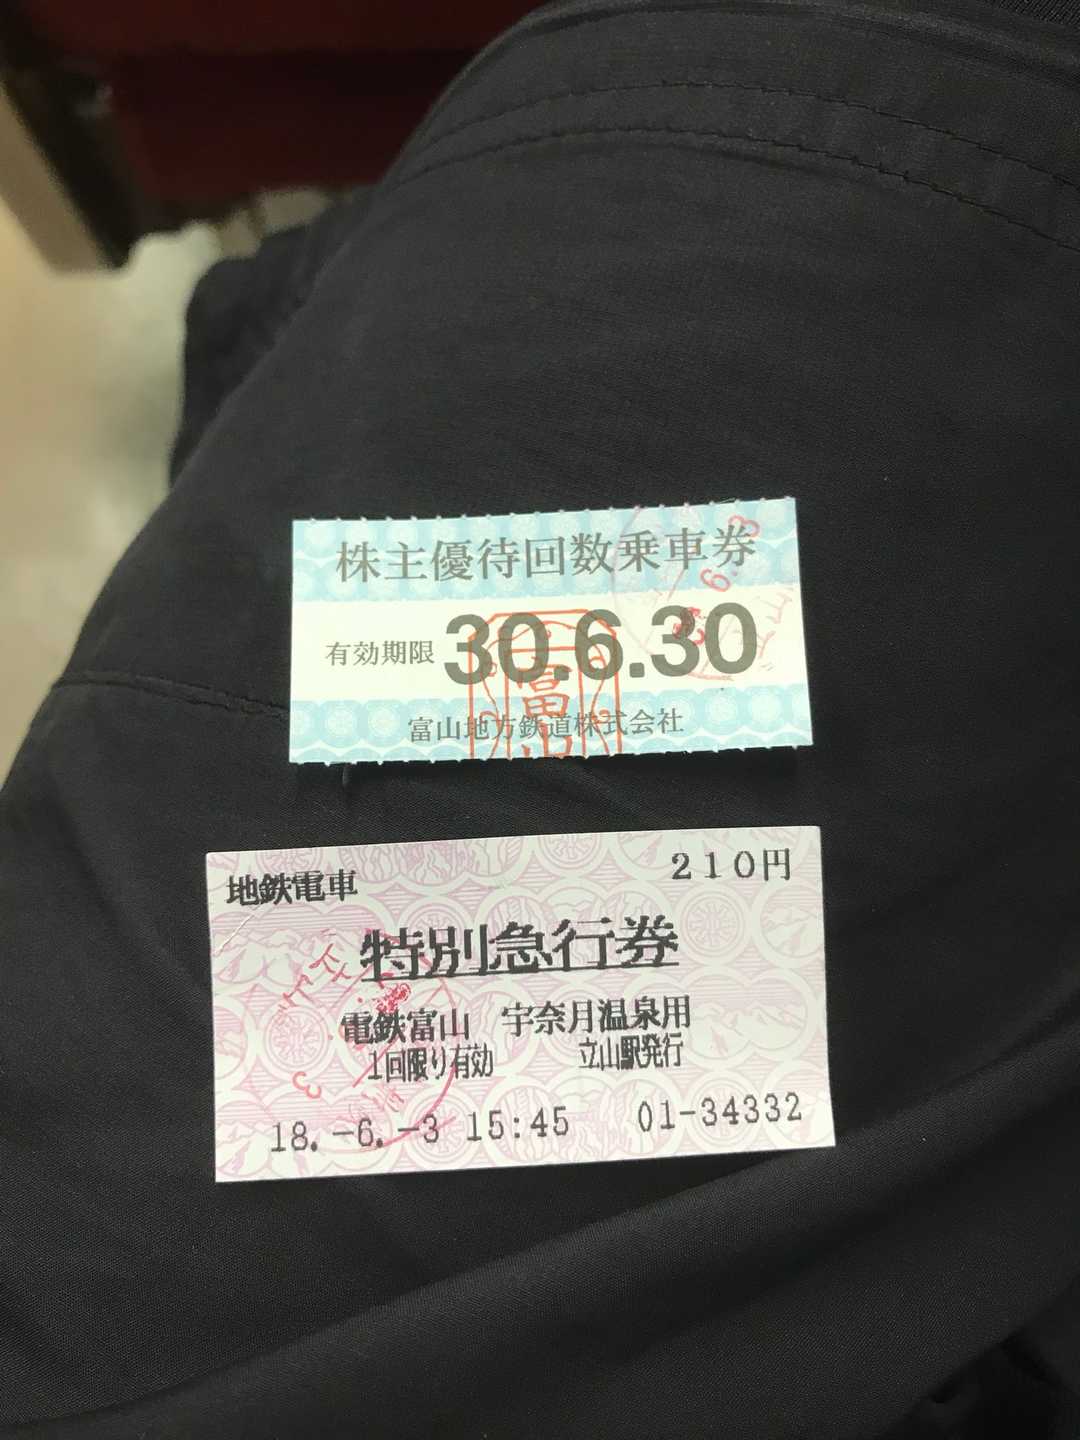 株主優待回数乗車券
有効期限 30.6.30
富山地方鉄道株式会社
地鉄電車 210円
特別急行券
電鉄富山 宇奈月温泉用
1回限り有効 立山駅発行
18.-6.-3 15:45 01-34332